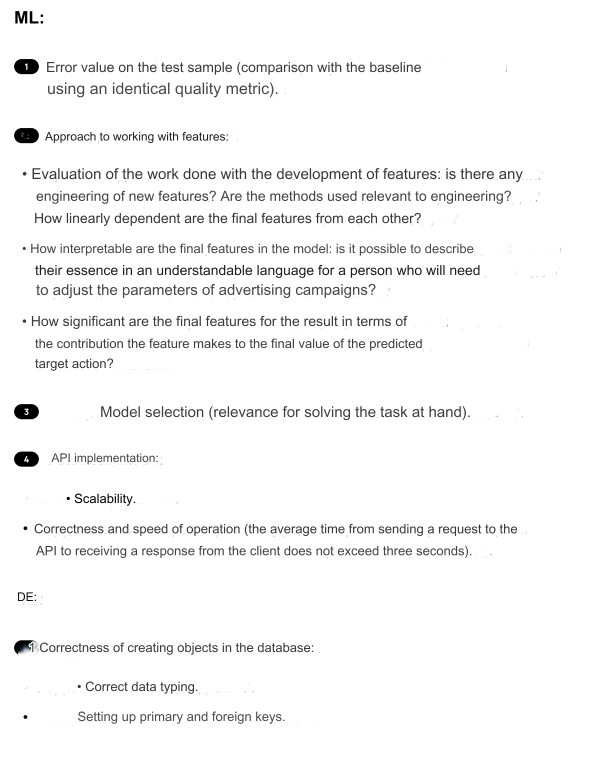 ML:
1 Error value on the test sample (comparison with the baseline
using an identical quality metric).
Approach to working with features:
• Evaluation of the work done with the development of features: is there any
engineering of new features? Are the methods used relevant to engineering?
How linearly dependent are the final features from each other?
• How interpretable are the final features in the model: is it possible to describe
their essence in an understandable language for a person who will need
to adjust the parameters of advertising campaigns?
• How significant are the final features for the result in terms of
the contribution the feature makes to the final value of the predicted
target action?
3 Model selection (relevance for solving the task at hand).
4 API implementation:
• Scalability.
• Correctness and speed of operation (the average time from sending a request to the
API to receiving a response from the client does not exceed three seconds).
DE:
1 Correctness of creating objects in the database:
• Correct data typing.
• Setting up primary and foreign keys.